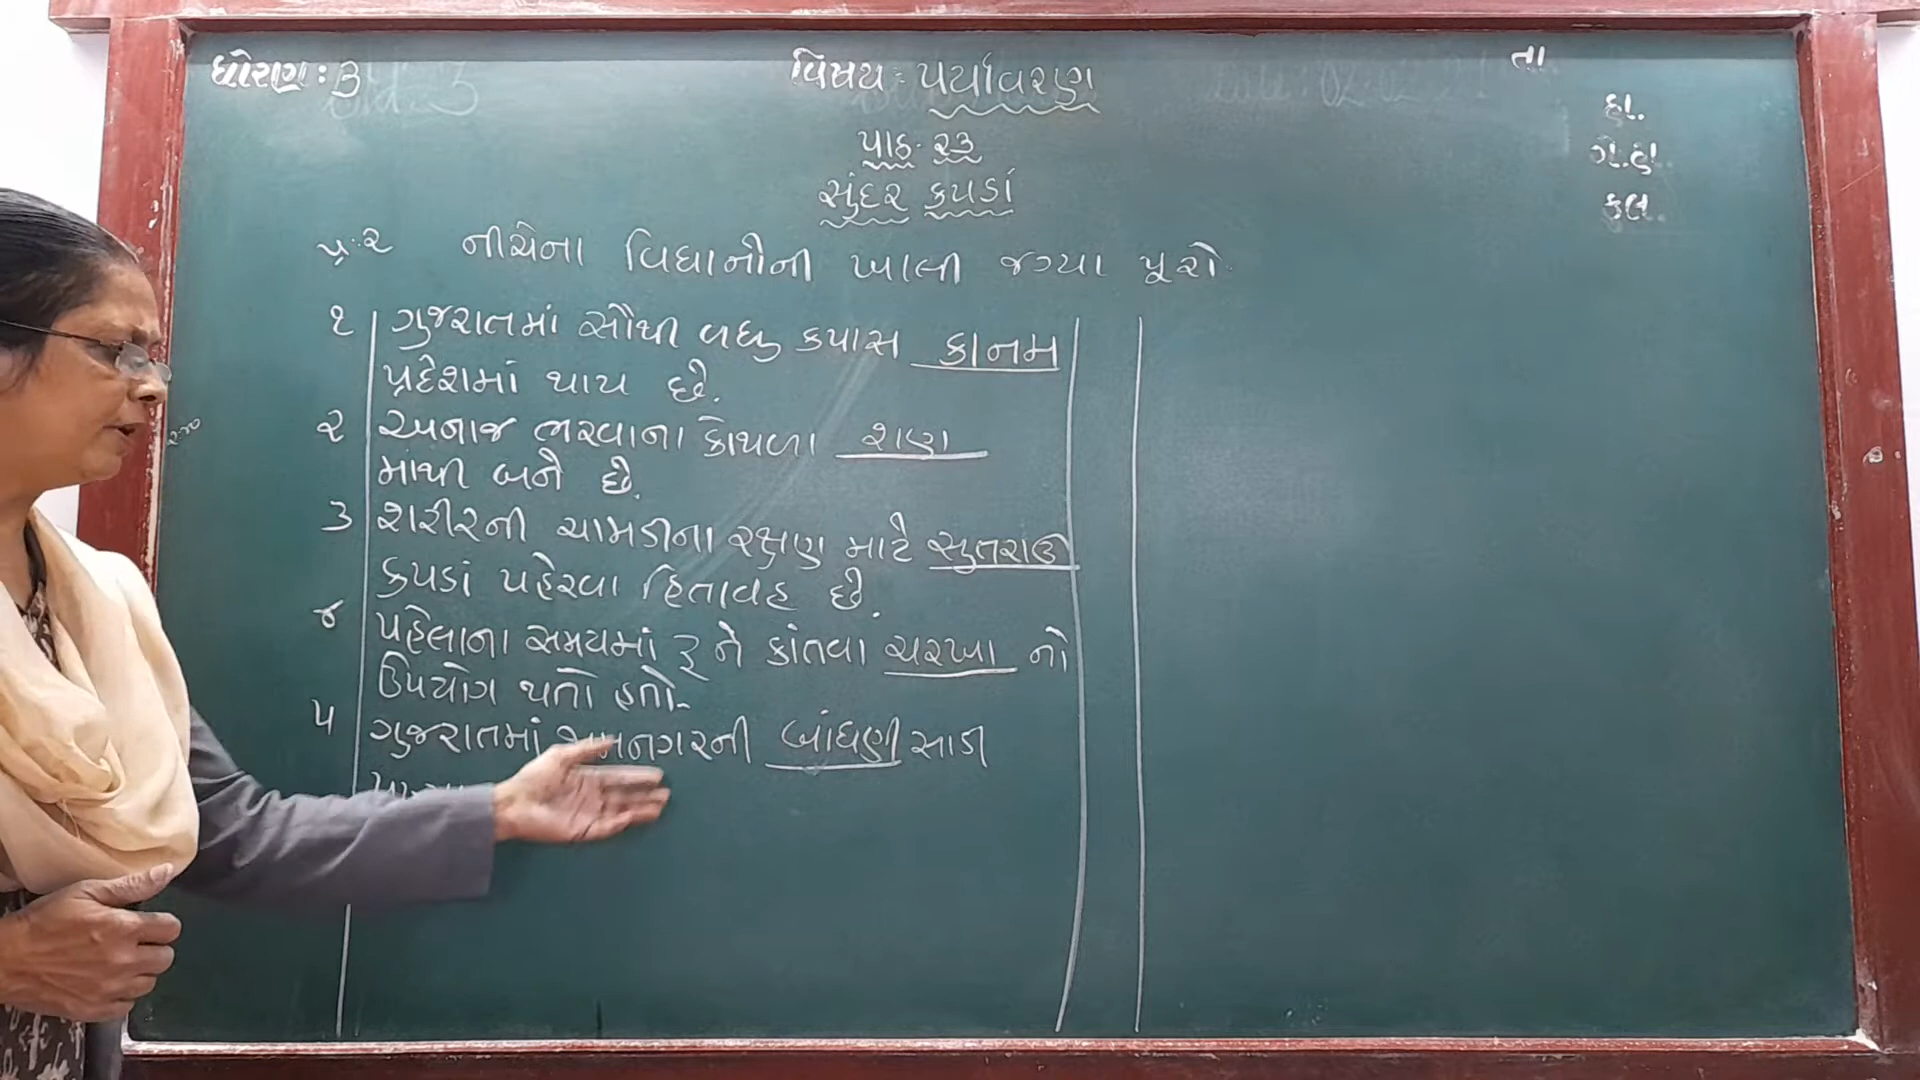 ધોરણ : 3
વિષય : પર્યાવરણ
તા
હા.
ગે.હા.
કુલ.
પાઠ. ૨૩
સુંદર કપડાં
પ્ર.૨ નીચેના વિધાનોની ખાલી જગ્યા પૂરો.
૧ ગુજરાતમાં સૌથી વધુ કપાસ કાનમ
પ્રદેશમાં થાય છે.
૨ અનાજ ભરવાના કોથળા શણ
માંથી બને છે.
૩ શરીરની ચામડીના રક્ષણ માટે સુતરાઉ
કપડાં પહેરવા હિતાવહ છે.
૪ પહેલાના સમયમાં રૂ ને કાંતવા ચરખા નો
ઉપયોગ થતો હતો.
૫ ગુજરાતમાં જામનગરની બાંધણી સાડી